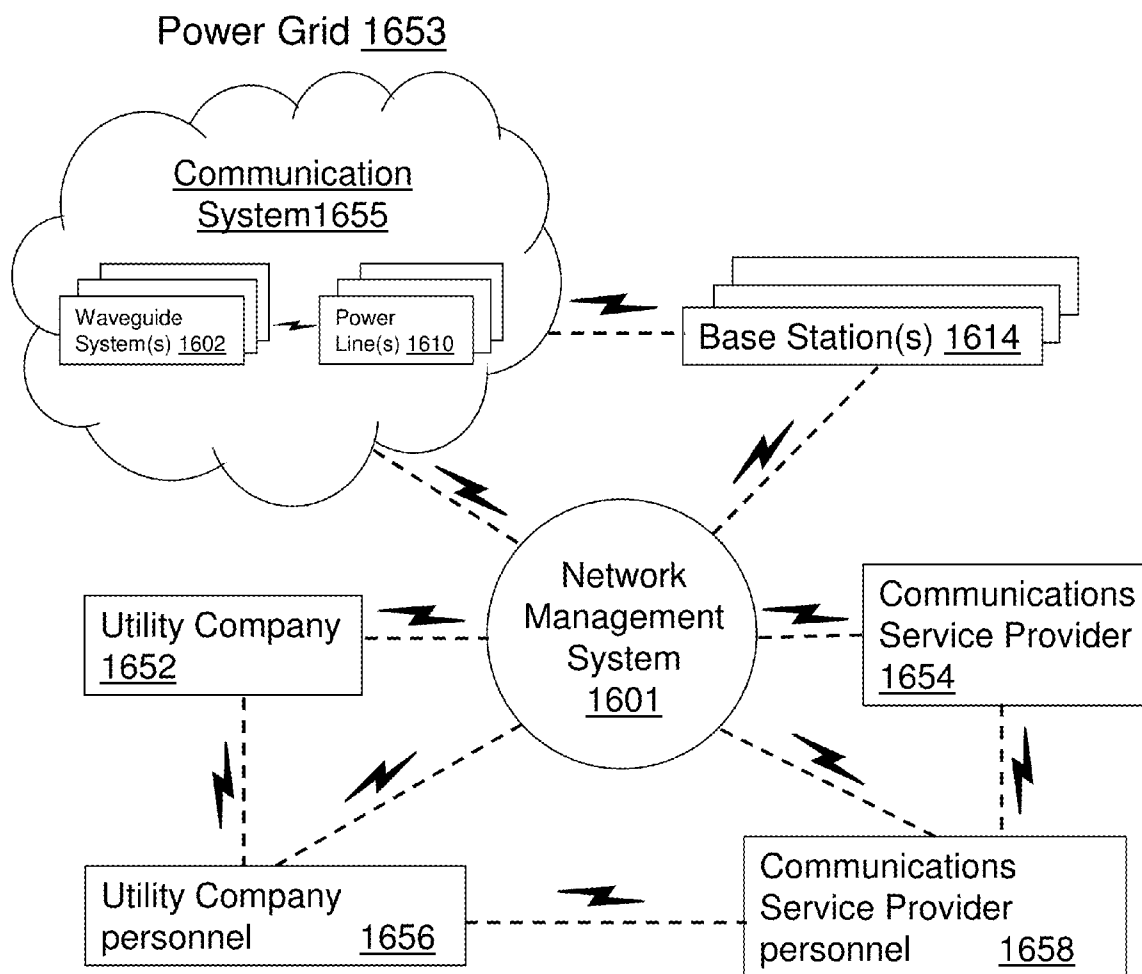 Power Grid 1653
Communication
System1655
Waveguide
System(s) 1602
Power
Line(s) 1610
Base Station(s) 1614
Network
Management
System
1601
Utility Company
1652
Communications
Service Provider
1654
Utility Company
personnel 1656
Communications
Service Provider
personnel 1658